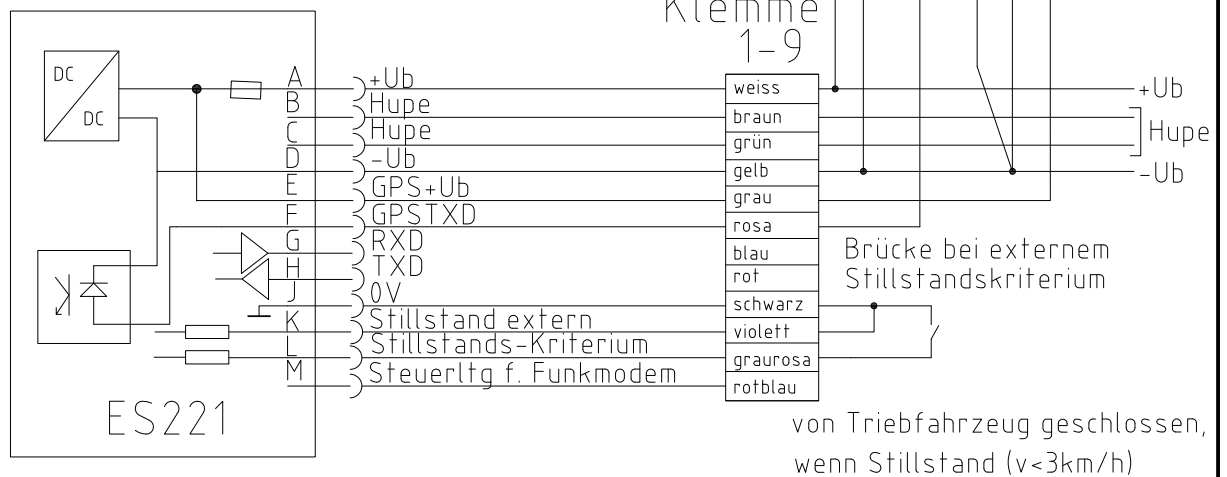 Klemme
1-9
DC
DC
A
+Ub
weiss
+Ub
B
Hupe
braun
C
Hupe
grün
Hupe
D
-Ub
gelb
-Ub
E
GPS+Ub
grau
F
GPSTXD
rosa
G
RXD
blau
H
TXD
rot
J
0V
schwarz
K
Stillstand extern
violett
L
Stillstands-Kriterium
graurosa
M
Steuerltg f. Funkmodem
rotblau
Brücke bei externem
Stillstandskriterium
ES221
von Triebfahrzeug geschlossen,
wenn Stillstand (v<3km/h)